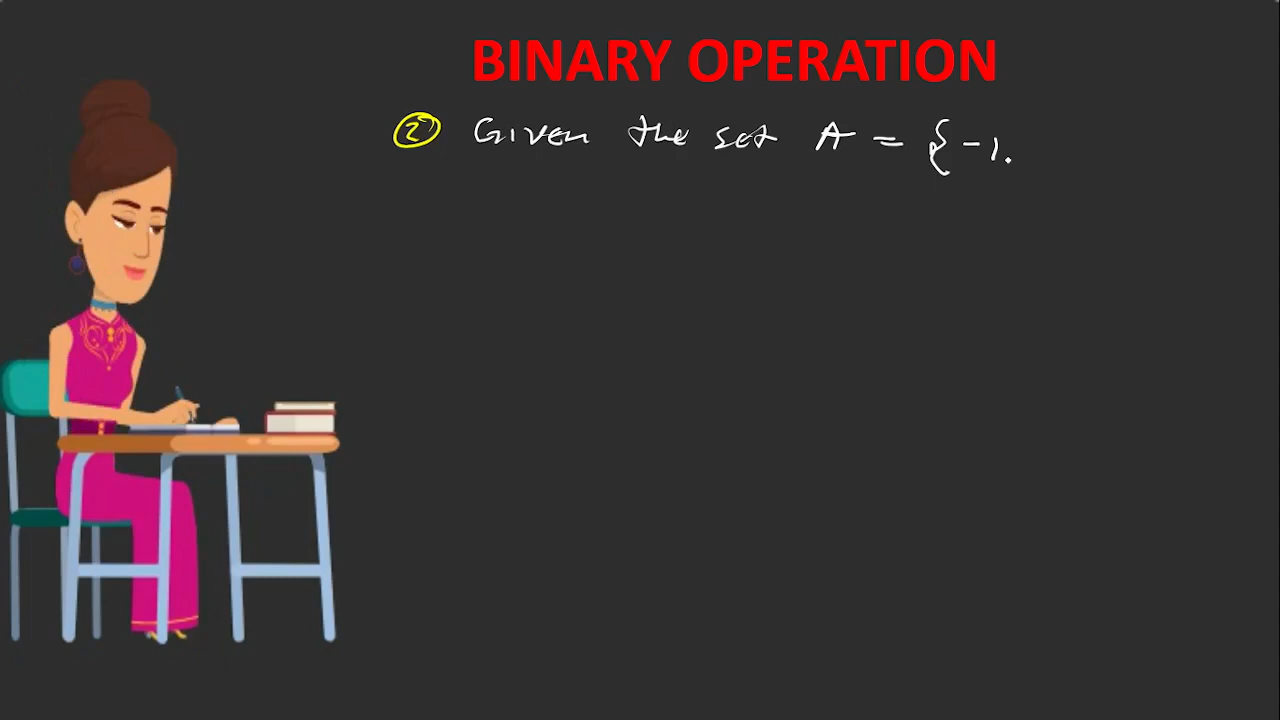 BINARY OPERATION
② Given the set A = {-1.